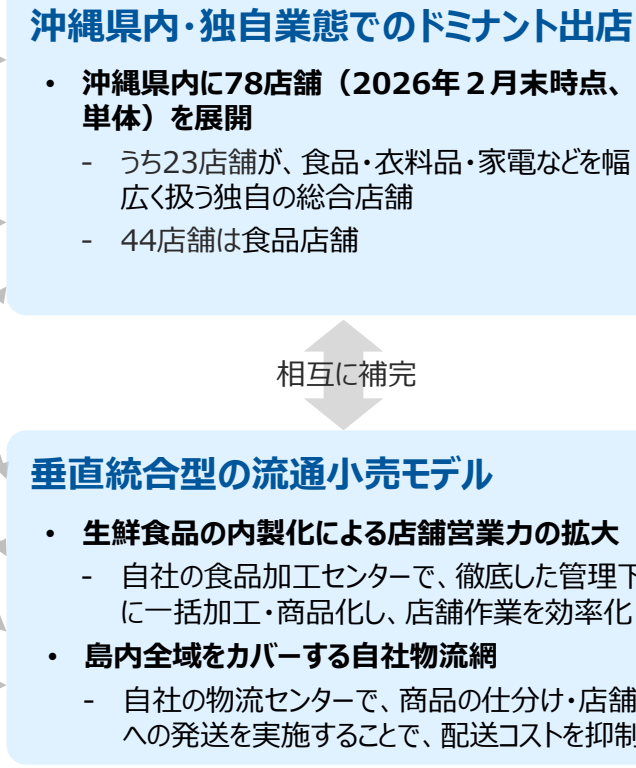 沖縄県内･独自業態でのドミナント出店
• 沖縄県内に78店舗（2026年２月末時点、
単体）を展開
- うち23店舗が、食品･衣料品･家電などを幅
広く扱う独自の総合店舗
- 44店舗は食品店舗
相互に補完
垂直統合型の流通小売モデル
• 生鮮食品の内製化による店舗営業力の拡大
- 自社の食品加工センターで、徹底した管理下
に一括加工･商品化し、店舗作業を効率化
• 島内全域をカバーする自社物流網
- 自社の物流センターで、商品の仕分け･店舗
への発送を実施することで、配送コストを抑制